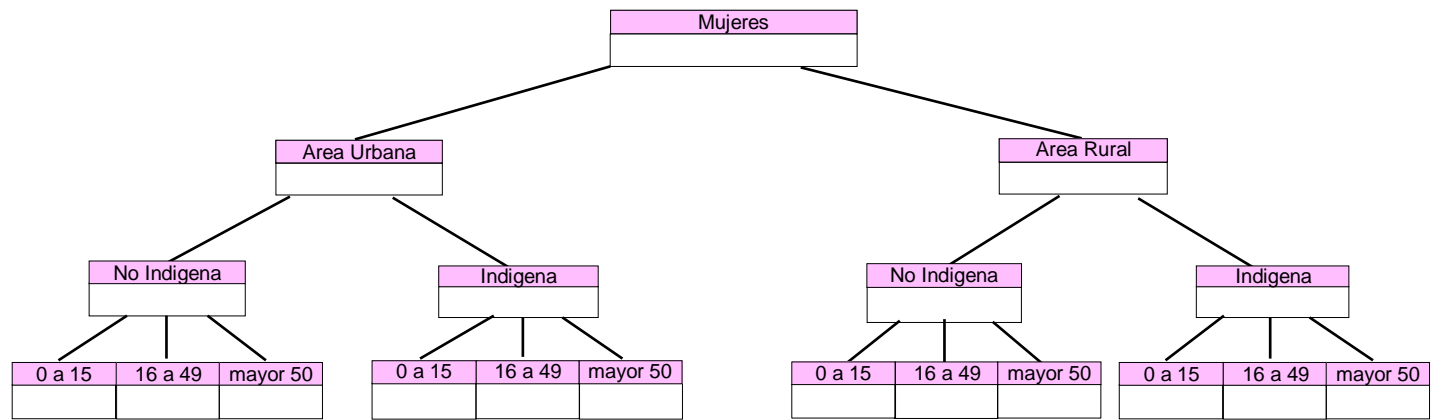 Mujeres
Area Urbana
Area Rural
No Indigena
Indigena
No Indigena
Indigena
0 a 15 16 a 49 mayor 50
0 a 15 16 a 49 mayor 50
0 a 15 16 a 49 mayor 50
0 a 15 16 a 49 mayor 50